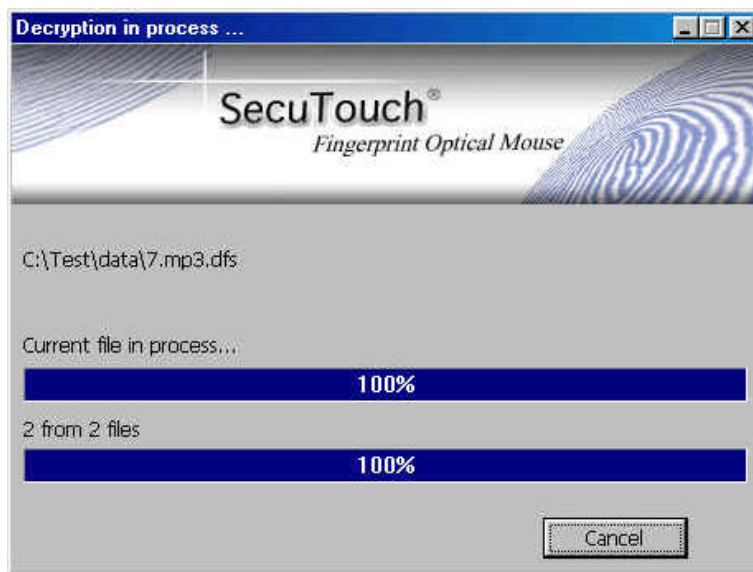 Decryption in process ...
SecuTouch®
Fingerprint Optical Mouse
C:\Test\data\7.mp3.dfs
Current file in process...
100%
2 from 2 files
100%
Cancel